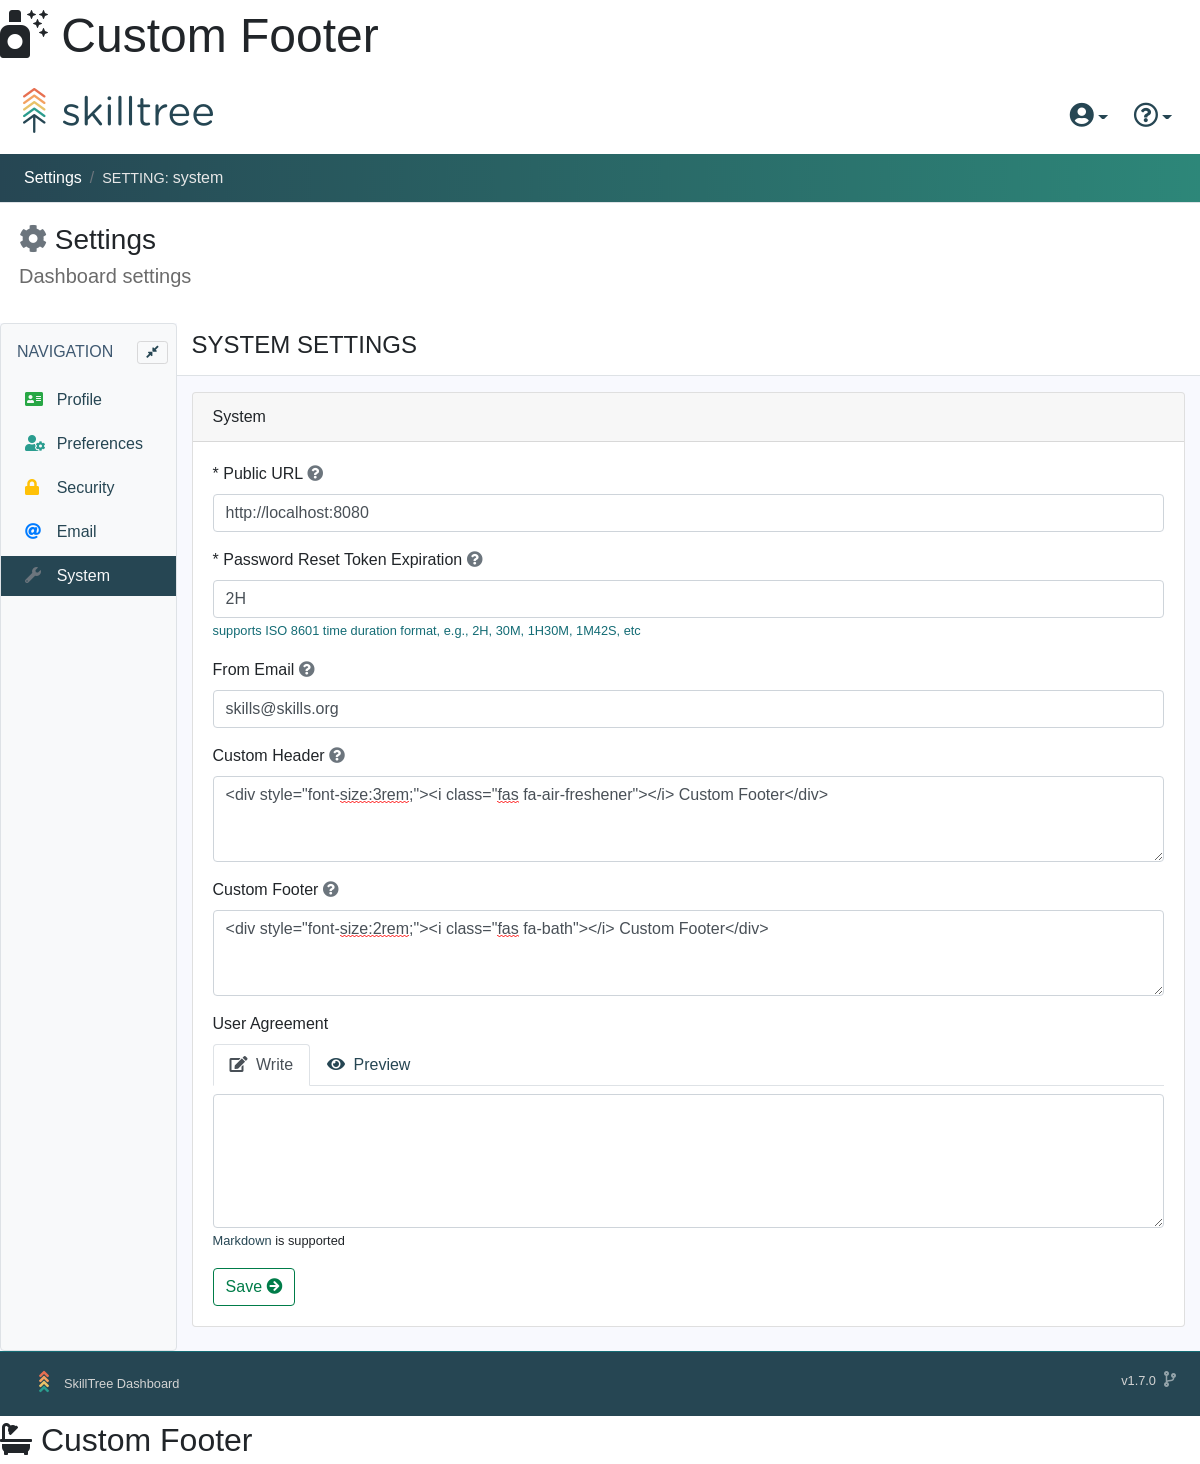 Custom Footer
skilltree
Settings / SETTING: system
Settings
Dashboard settings
NAVIGATION
Profile
Preferences
Security
Email
System
SYSTEM SETTINGS
System
* Public URL
http://localhost:8080
* Password Reset Token Expiration
2H
supports ISO 8601 time duration format, e.g., 2H, 30M, 1H30M, 1M42S, etc
From Email
skills@skills.org
Custom Header
<div style="font-size:3rem;"><i class="fas fa-air-freshener"></i> Custom Footer</div>
Custom Footer
<div style="font-size:2rem;"><i class="fas fa-bath"></i> Custom Footer</div>
User Agreement
Write Preview
Markdown is supported
Save
SkillTree Dashboard v1.7.0
Custom Footer